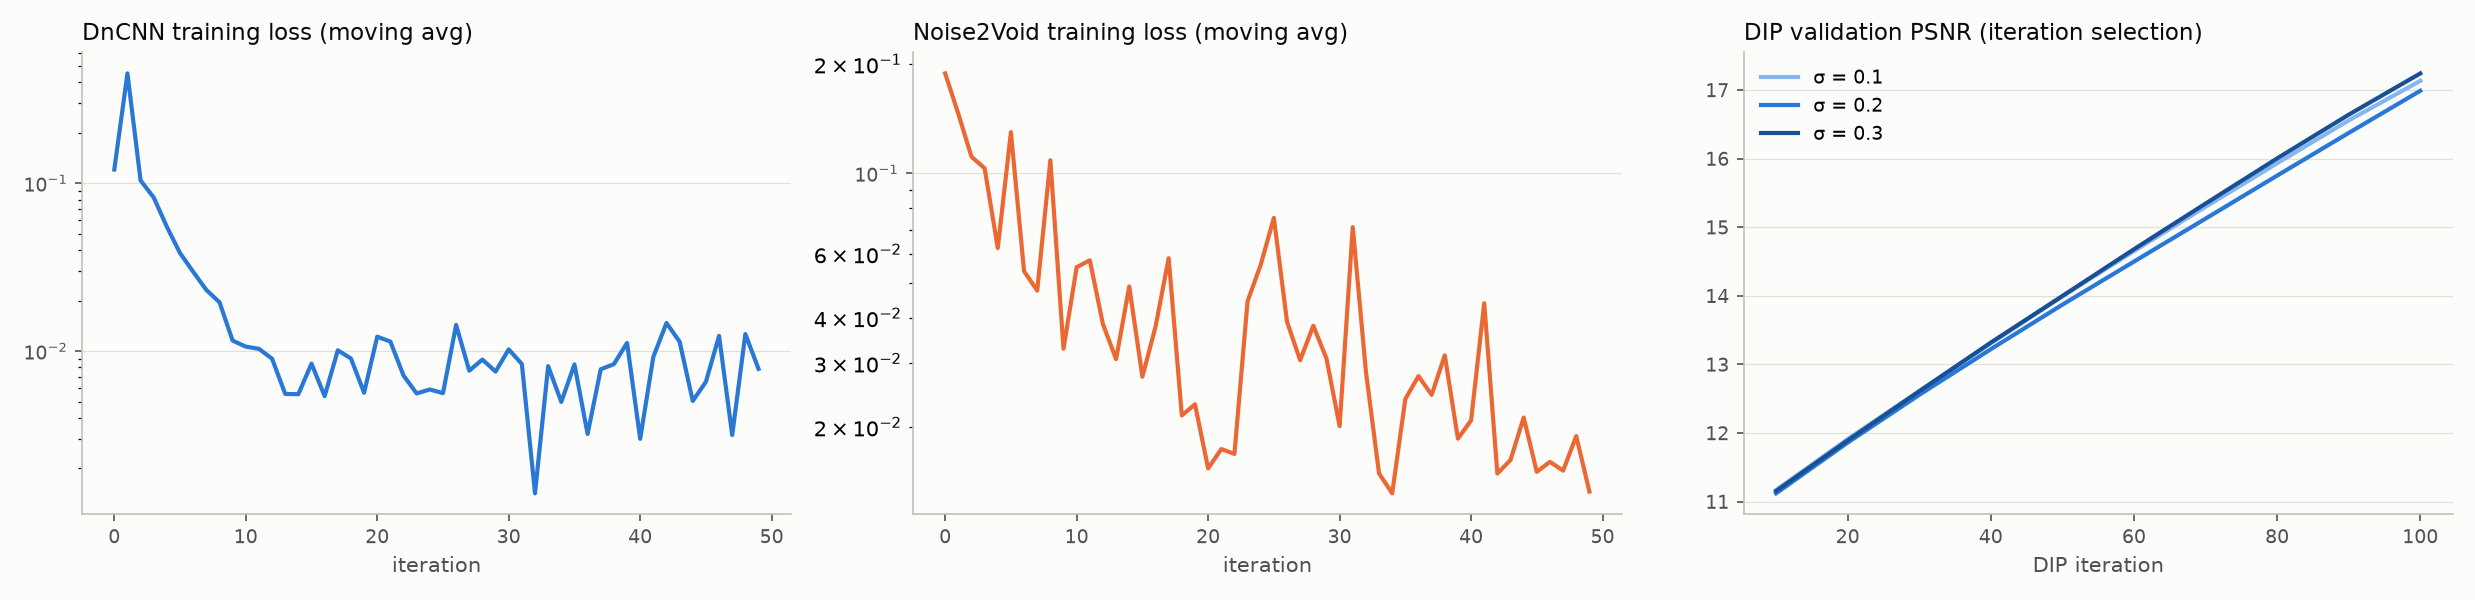 DnCNN training loss (moving avg)
10⁻¹
10⁻²
0 10 20 30 40 50
iteration
Noise2Void training loss (moving avg)
2 × 10⁻¹
10⁻¹
6 × 10⁻²
4 × 10⁻²
3 × 10⁻²
2 × 10⁻²
0 10 20 30 40 50
iteration
DIP validation PSNR (iteration selection)
σ = 0.1
σ = 0.2
σ = 0.3
17
16
15
14
13
12
11
20 40 60 80 100
DIP iteration